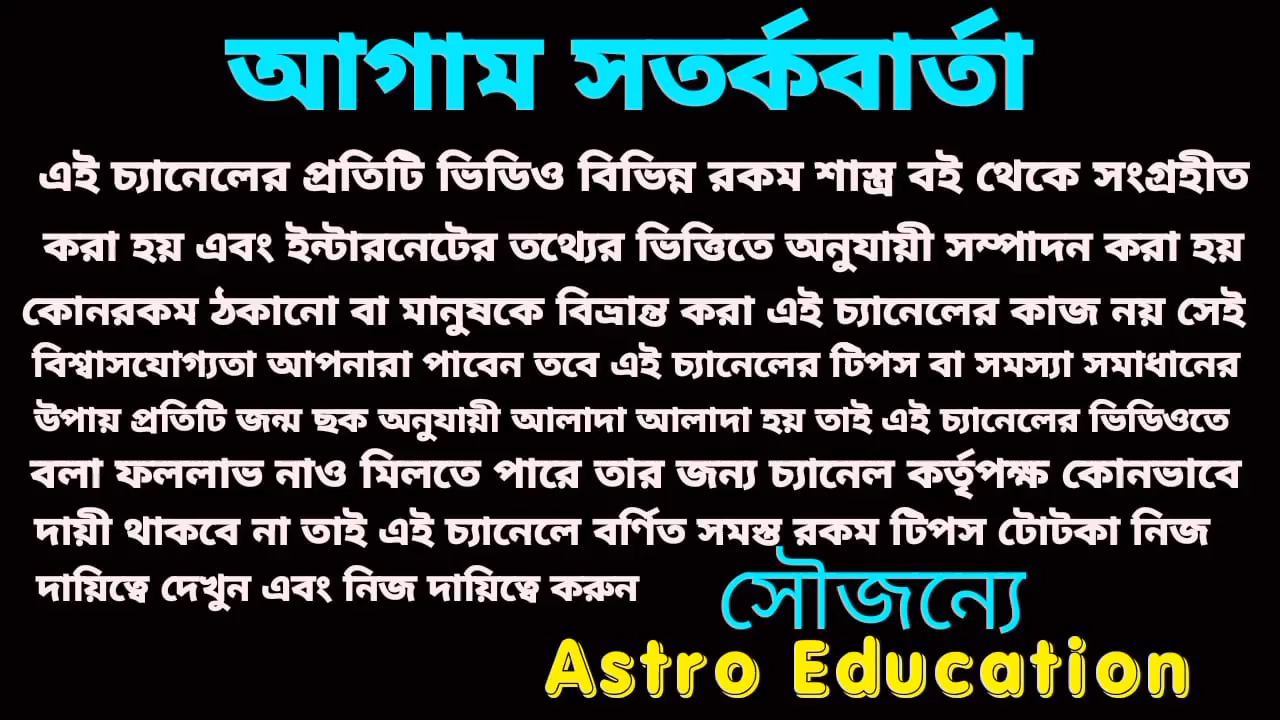 আগাম সতর্কবার্তা
এই চ্যানেলের প্রতিটি ভিডিও বিভিন্ন রকম শাস্ত্র বই থেকে সংগ্রহীত
করা হয় এবং ইন্টারনেটের তথ্যের ভিত্তিতে অনুযায়ী সম্পাদন করা হয়
কোনরকম ঠকানো বা মানুষকে বিভ্রান্ত করা এই চ্যানেলের কাজ নয় সেই
বিশ্বাসযোগ্যতা আপনারা পাবেন তবে এই চ্যানেলের টিপস বা সমস্যা সমাধানের
উপায় প্রতিটি জন্ম ছক অনুযায়ী আলাদা আলাদা হয় তাই এই চ্যানেলের ভিডিওতে
বলা ফললাভ নাও মিলতে পারে তার জন্য চ্যানেল কর্তৃপক্ষ কোনভাবে
দায়ী থাকবে না তাই এই চ্যানেলে বর্ণিত সমস্ত রকম টিপস টোটকা নিজ
দায়িত্বে দেখুন এবং নিজ দায়িত্বে করুন
সৌজন্যে
Astro Education